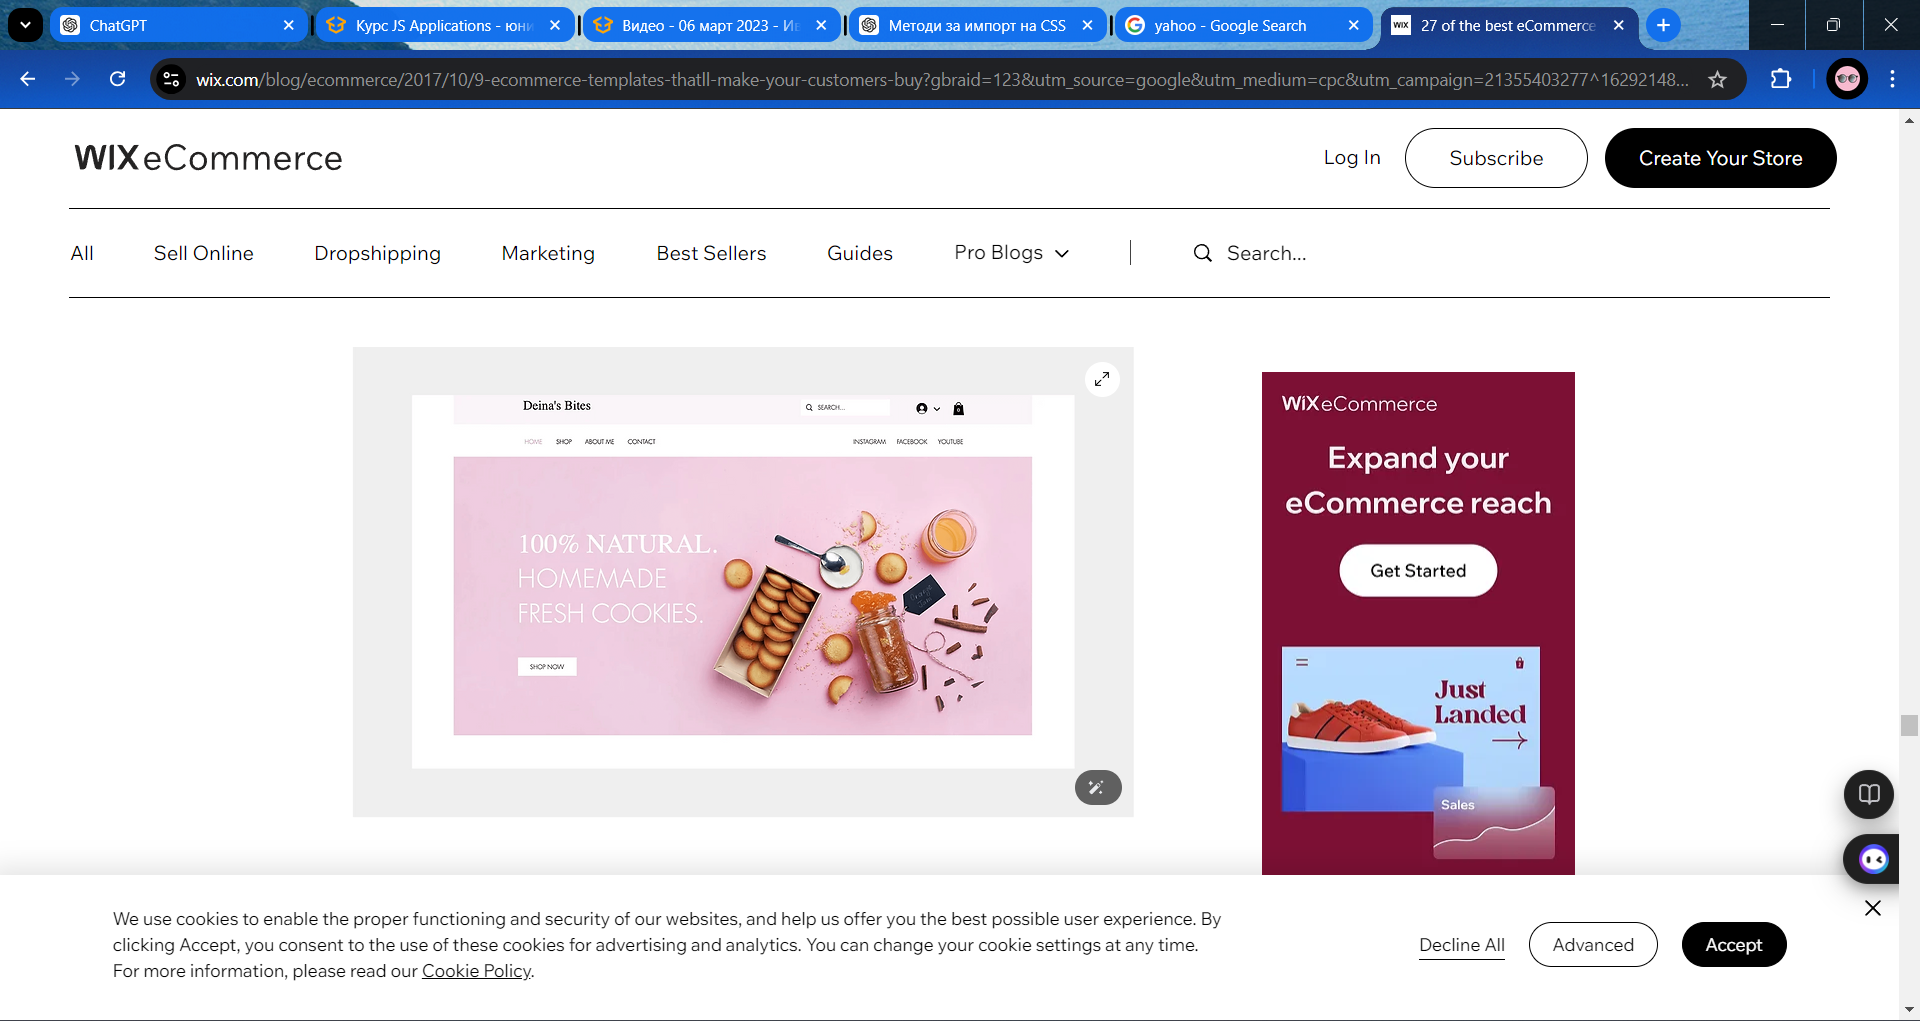 ChatGPT
Курс JS Applications - юни
Видео - 06 март 2023 - И
Методи за импорт на CSS
yahoo - Google Search
WIX
27 of the best eCommerce
wix.com/blog/ecommerce/2017/10/9-ecommerce-templates-thatll-make-your-customers-buy?gbraid=123&utm_source=google&utm_medium=cpc&utm_campaign=21355403277^16292148...
WIX eCommerce
Log In
Subscribe
Create Your Store
All
Sell Online
Dropshipping
Marketing
Best Sellers
Guides
Pro Blogs
Search...
Deina's Bites
SEARCH...
HOME
SHOP
ABOUT ME
CONTACT
INSTAGRAM
FACEBOOK
YOUTUBE
100% NATURAL.
HOMEMADE
FRESH COOKIES.
SHOP NOW
WIX eCommerce
Expand your
eCommerce reach
Get Started
Just
Landed
Sales
We use cookies to enable the proper functioning and security of our websites, and help us offer you the best possible user experience. By
clicking Accept, you consent to the use of these cookies for advertising and analytics. You can change your cookie settings at any time.
For more information, please read our Cookie Policy.
Decline All
Advanced
Accept